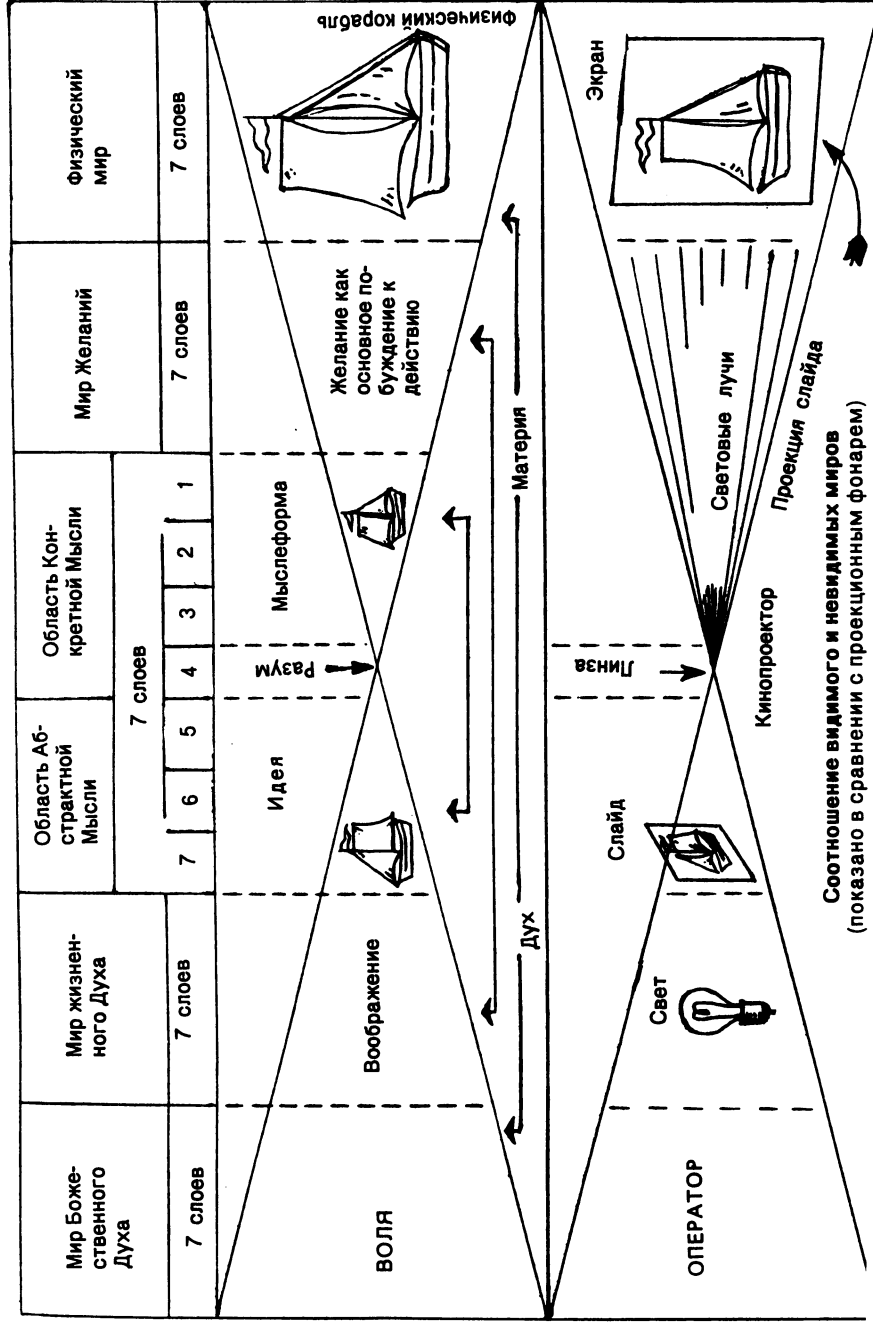 Мир Боже-
ственного
Духа
Мир жизнен-
ного Духа
Область Аб-
страктной
Мысли
Область Кон-
кретной Мысли
Мир Желаний
Физический
мир
7 слоев
7 слоев
7 слоев
7 слоев
7 слоев
7
6
5
4
3
2
1
ВОЛЯ
Воображение
Идея
Разум
Мыслеформа
Желание как
основное по-
буждение к
действию
физический корабль
Дух
Материя
ОПЕРАТОР
Свет
Слайд
Линза
Кинопроектор
Световые лучи
Проекция слайда
Экран
Соотношение видимого и невидимых миров
(показано в сравнении с проекционным фонарем)